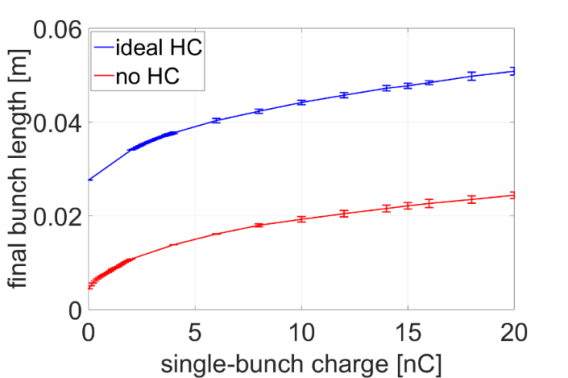 0.06
ideal HC
no HC
0.04
0.02
0
final bunch length [m]
0 5 10 15 20
single-bunch charge [nC]